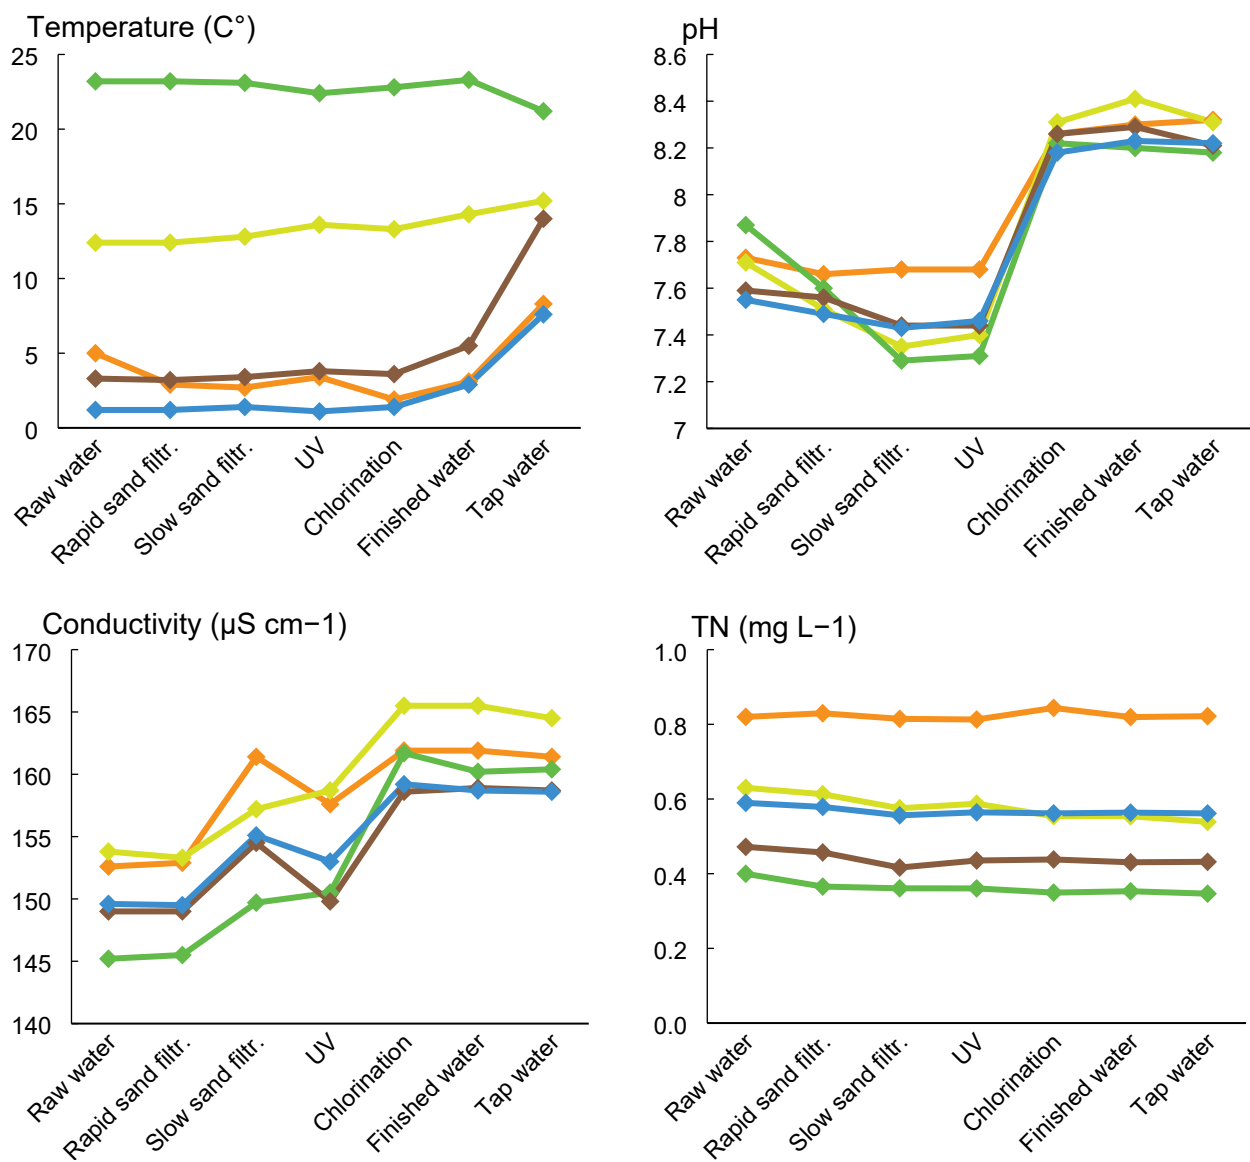 Temperature (C°)
25
20
15
10
5
0
Raw water
Rapid sand filtr.
Slow sand filtr.
UV
Chlorination
Finished water
Tap water
pH
8.6
8.4
8.2
8
7.8
7.6
7.4
7.2
7
Raw water
Rapid sand filtr.
Slow sand filtr.
UV
Chlorination
Finished water
Tap water
Conductivity (µS cm−1)
170
165
160
155
150
145
140
Raw water
Rapid sand filtr.
Slow sand filtr.
UV
Chlorination
Finished water
Tap water
TN (mg L−1)
1.0
0.8
0.6
0.4
0.2
0.0
Raw water
Rapid sand filtr.
Slow sand filtr.
UV
Chlorination
Finished water
Tap water